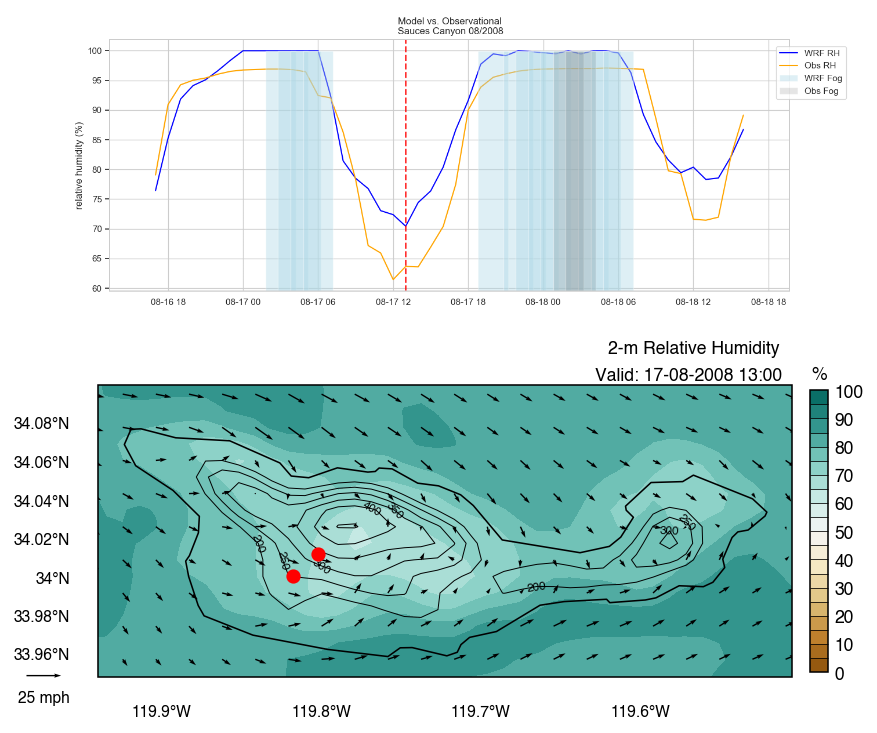 Model vs. Observational
Sauces Canyon 08/2008
relative humidity (%)
100
95
90
85
80
75
70
65
60
08-16 18
08-17 00
08-17 06
08-17 12
08-17 18
08-18 00
08-18 06
08-18 12
08-18 18
WRF RH
Obs RH
WRF Fog
Obs Fog
2-m Relative Humidity
Valid: 17-08-2008 13:00
%
34.08°N
34.06°N
34.04°N
34.02°N
34°N
33.98°N
33.96°N
25 mph
119.9°W
119.8°W
119.7°W
119.6°W
400
350
200
250
300
200
300
250
100
90
80
70
60
50
40
30
20
10
0